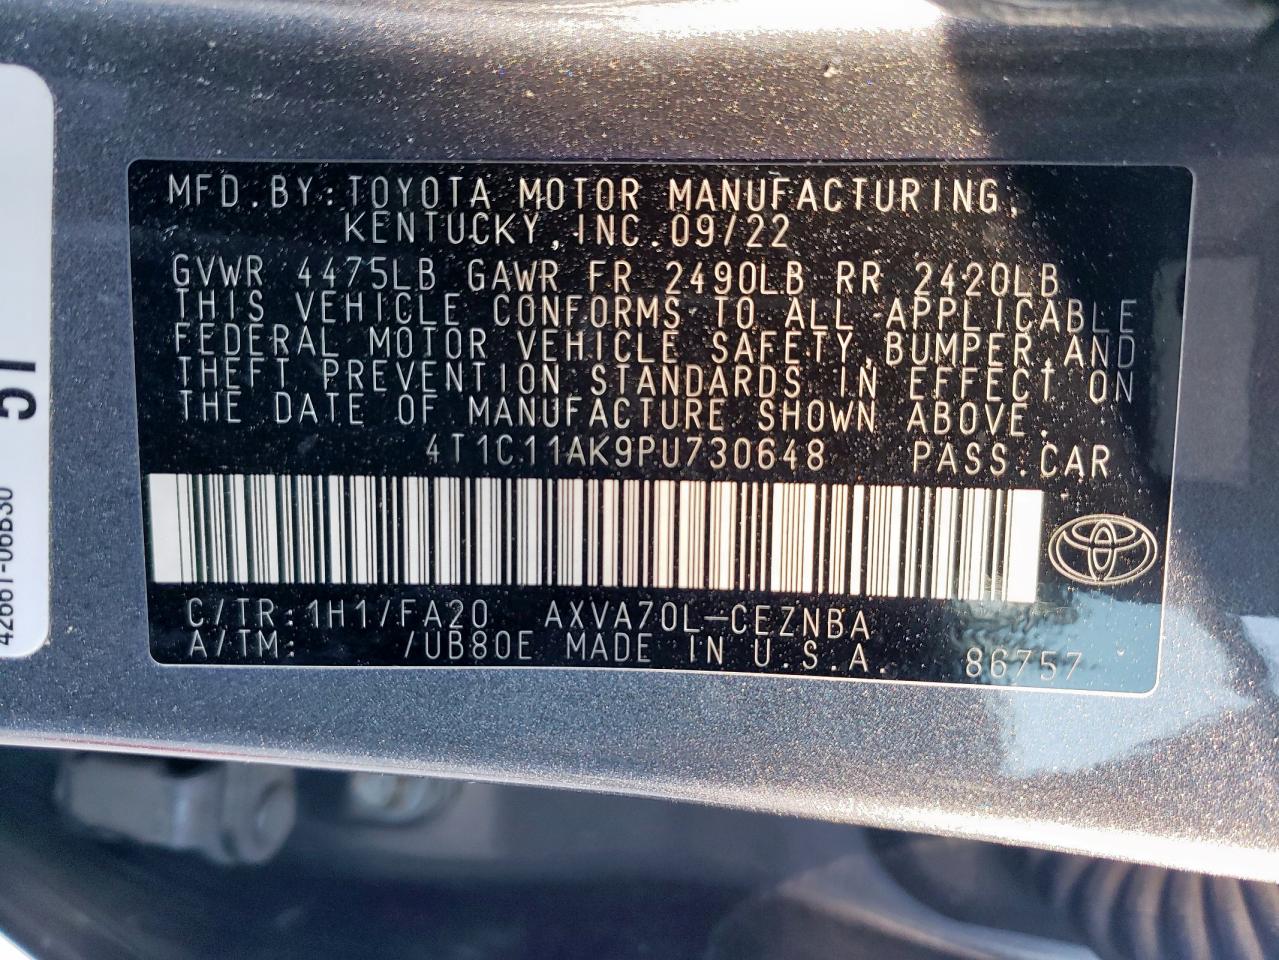 MFD.BY:TOYOTA MOTOR MANUFACTURING,
KENTUCKY,INC.09/22
GVWR 4475LB GAWR FR 2490LB RR 2420LB
THIS VEHICLE CONFORMS TO ALL APPLICABLE
FEDERAL MOTOR VEHICLE SAFETY,BUMPER,AND
THEFT PREVENTION STANDARDS IN EFFECT ON
THE DATE OF MANUFACTURE SHOWN ABOVE.
4T1C11AK9PU730648 PASS.CAR
C/TR:1H1/FA20 AXVA70L-CEZNBA
A/TM: /UB80E MADE IN U.S.A. 86757
42661-06B30